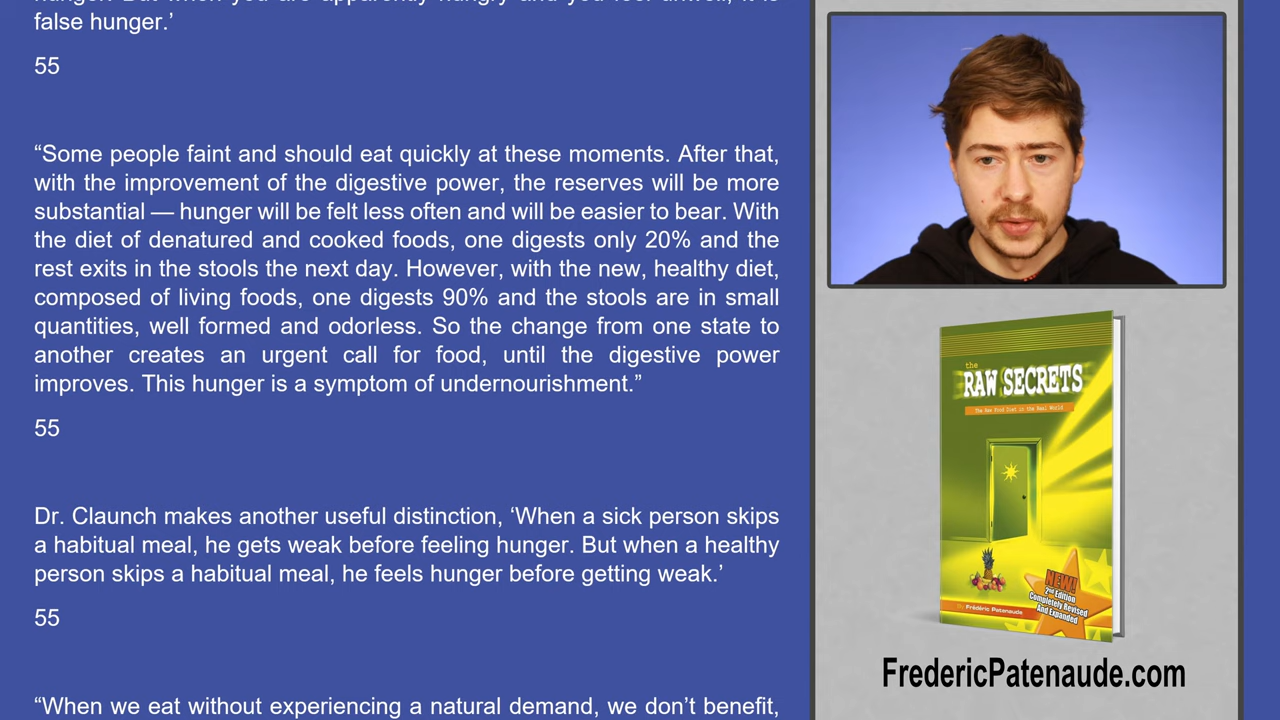 false hunger.’
55
“Some people faint and should eat quickly at these moments. After that,
with the improvement of the digestive power, the reserves will be more
substantial — hunger will be felt less often and will be easier to bear. With
the diet of denatured and cooked foods, one digests only 20% and the
rest exits in the stools the next day. However, with the new, healthy diet,
composed of living foods, one digests 90% and the stools are in small
quantities, well formed and odorless. So the change from one state to
another creates an urgent call for food, until the digestive power
improves. This hunger is a symptom of undernourishment.”
55
Dr. Claunch makes another useful distinction, ‘When a sick person skips
a habitual meal, he gets weak before feeling hunger. But when a healthy
person skips a habitual meal, he feels hunger before getting weak.’
55
“When we eat without experiencing a natural demand, we don’t benefit,
the
RAW SECRETS
The Raw Food Diet in the Real World
NEW!
2nd Edition
Completely Revised
And Expanded
By Frédéric Patenaude
FredericPatenaude.com